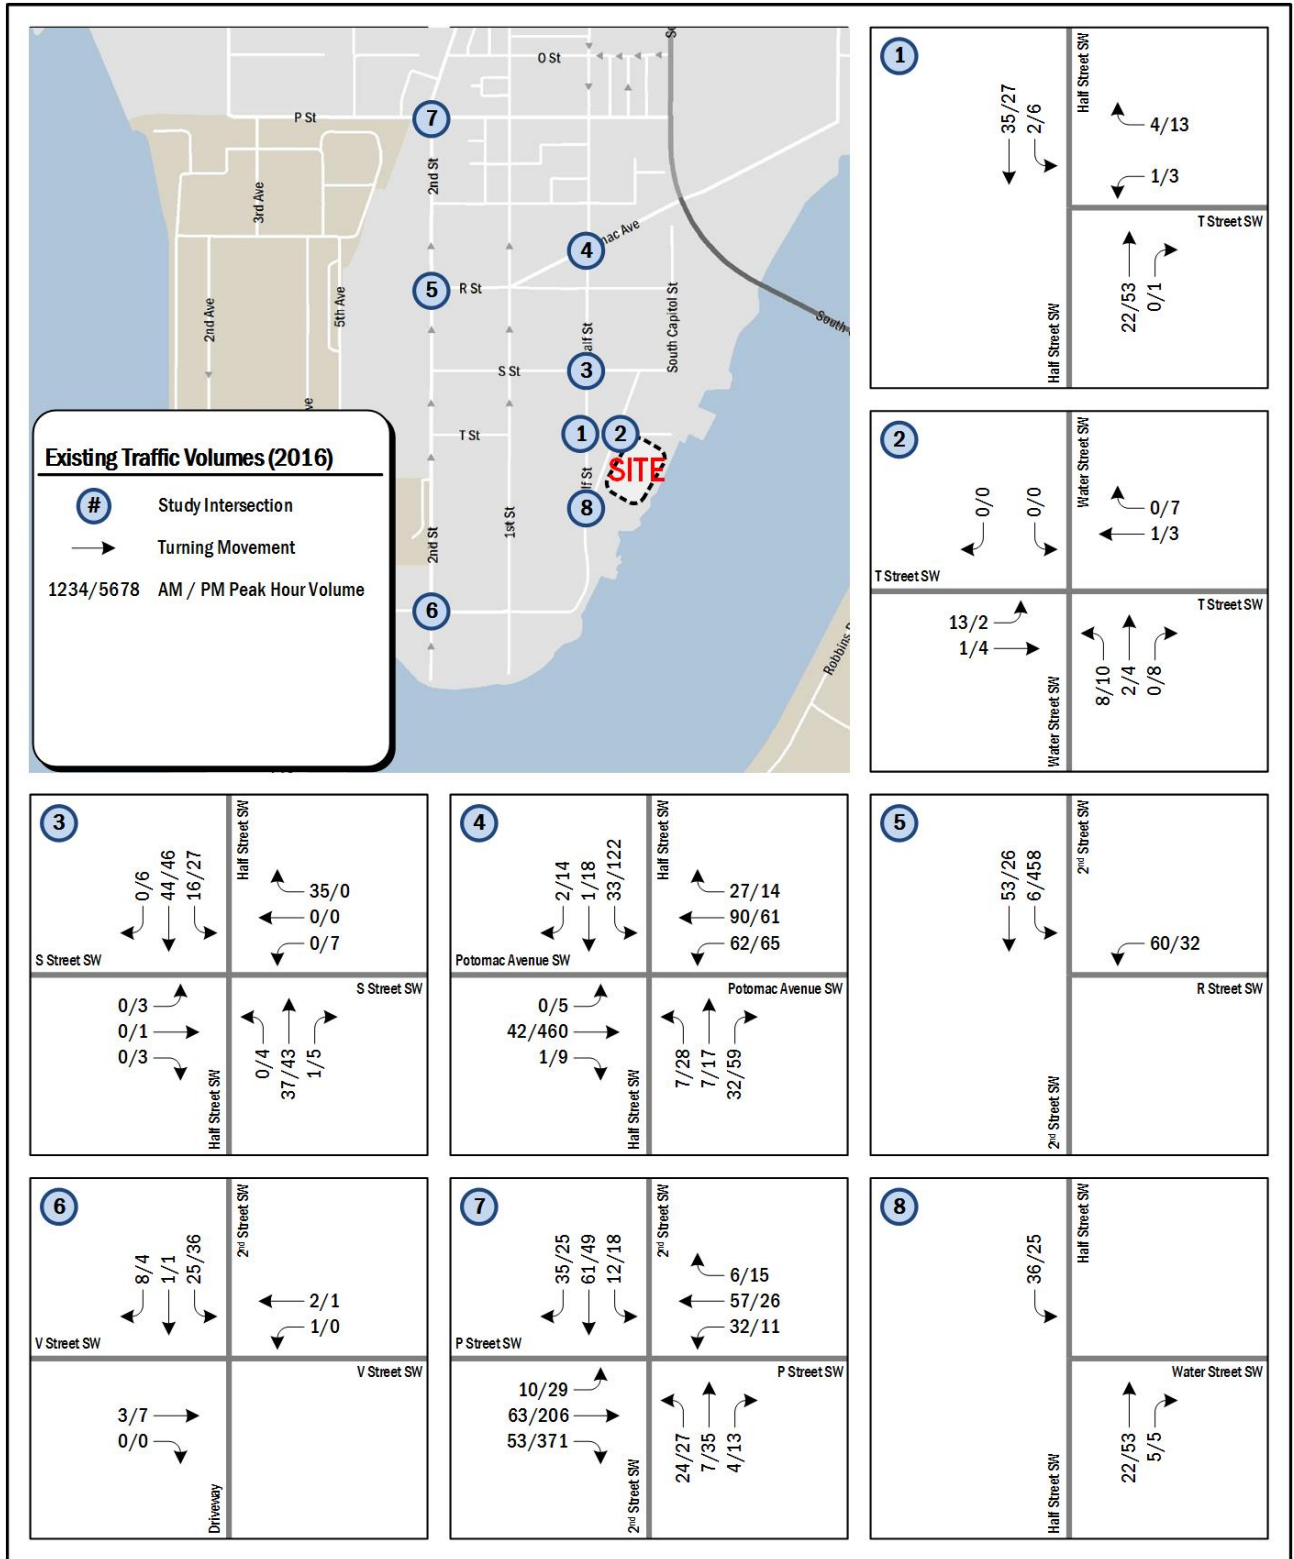 O St
Sc
P St
7
2nd St
3rd Ave
4
nac Ave
5
R St
2nd Ave
5th Ave
alf St
South Capitol St
South
S St
3
ve
T St
1
2
SITE
lf St
8
1st St
2nd St
6
Robbins R
Existing Traffic Volumes (2016)
# Study Intersection
Turning Movement
1234/5678 AM / PM Peak Hour Volume
1
Half Street SW
35/27
2/6
4/13
1/3
T Street SW
22/53
0/1
Half Street SW
2
Water Street SW
0/0
0/0
0/7
1/3
T Street SW
T Street SW
13/2
1/4
8/10
2/4
0/8
Water Street SW
3
Half Street SW
0/6
44/46
16/27
35/0
0/0
0/7
S Street SW
S Street SW
0/3
0/1
0/3
0/4
37/43
1/5
Half Street SW
4
Half Street SW
2/14
1/18
33/122
27/14
90/61
62/65
Potomac Avenue SW
Potomac Avenue SW
0/5
42/460
1/9
7/28
7/17
32/59
Half Street SW
5
2nd Street SW
53/26
6/458
60/32
R Street SW
2nd Street SW
6
2nd Street SW
8/4
1/1
25/36
2/1
1/0
V Street SW
V Street SW
3/7
0/0
Driveway
7
2nd Street SW
35/25
61/49
12/18
6/15
57/26
32/11
P Street SW
P Street SW
10/29
63/206
53/371
24/27
7/35
4/13
2nd Street SW
8
Half Street SW
36/25
Water Street SW
22/53
5/5
Half Street SW